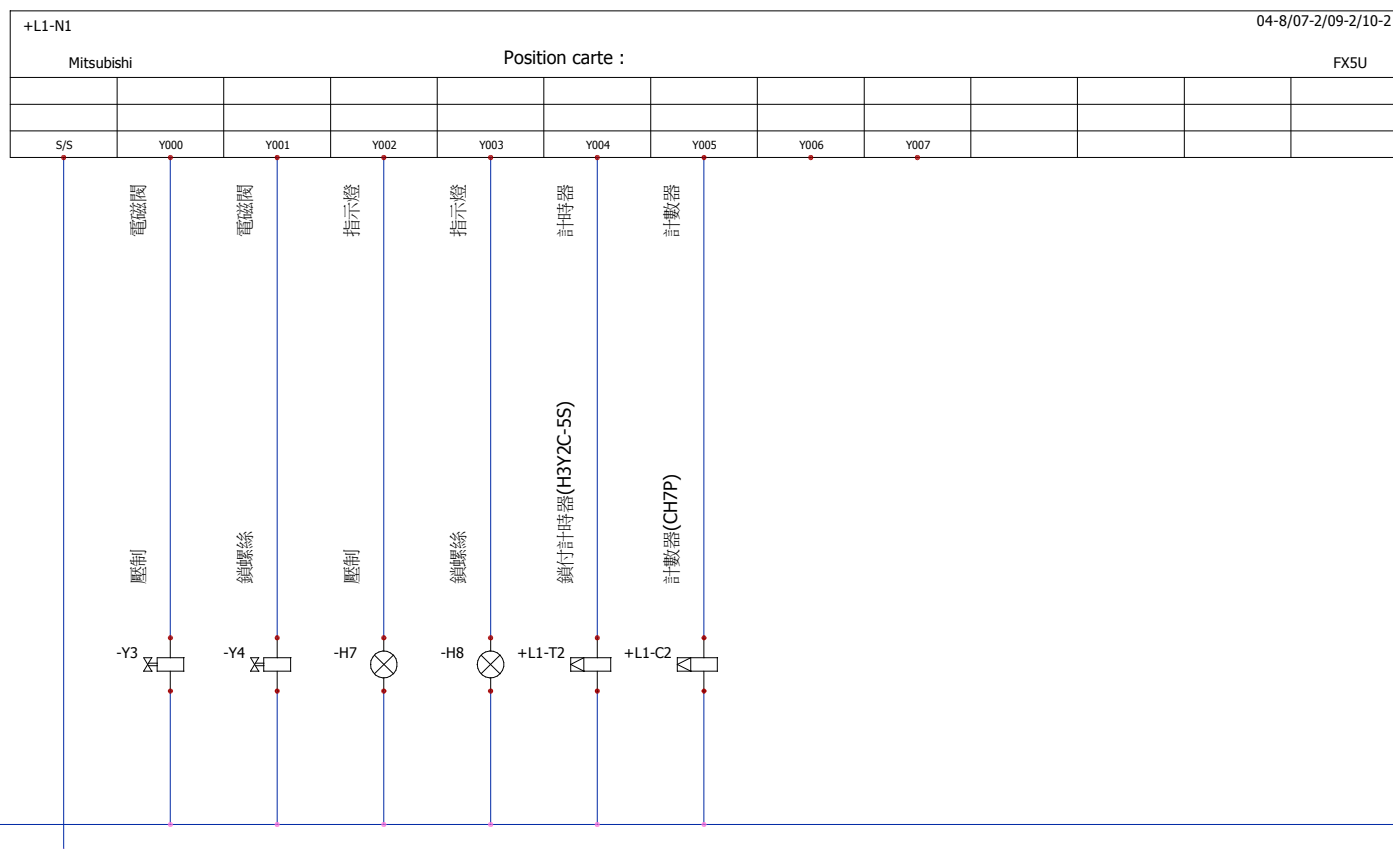 +L1-N1
04-8/07-2/09-2/10-2
Mitsubishi
Position carte :
FX5U
S/S
Y000
Y001
Y002
Y003
Y004
Y005
Y006
Y007
電磁閥
電磁閥
指示燈
指示燈
計時器
計數器
壓制
鎖螺絲
壓制
鎖螺絲
鎖付計時器(H3Y2C-5S)
計數器(CH7P)
-Y3
-Y4
-H7
-H8
+L1-T2
+L1-C2